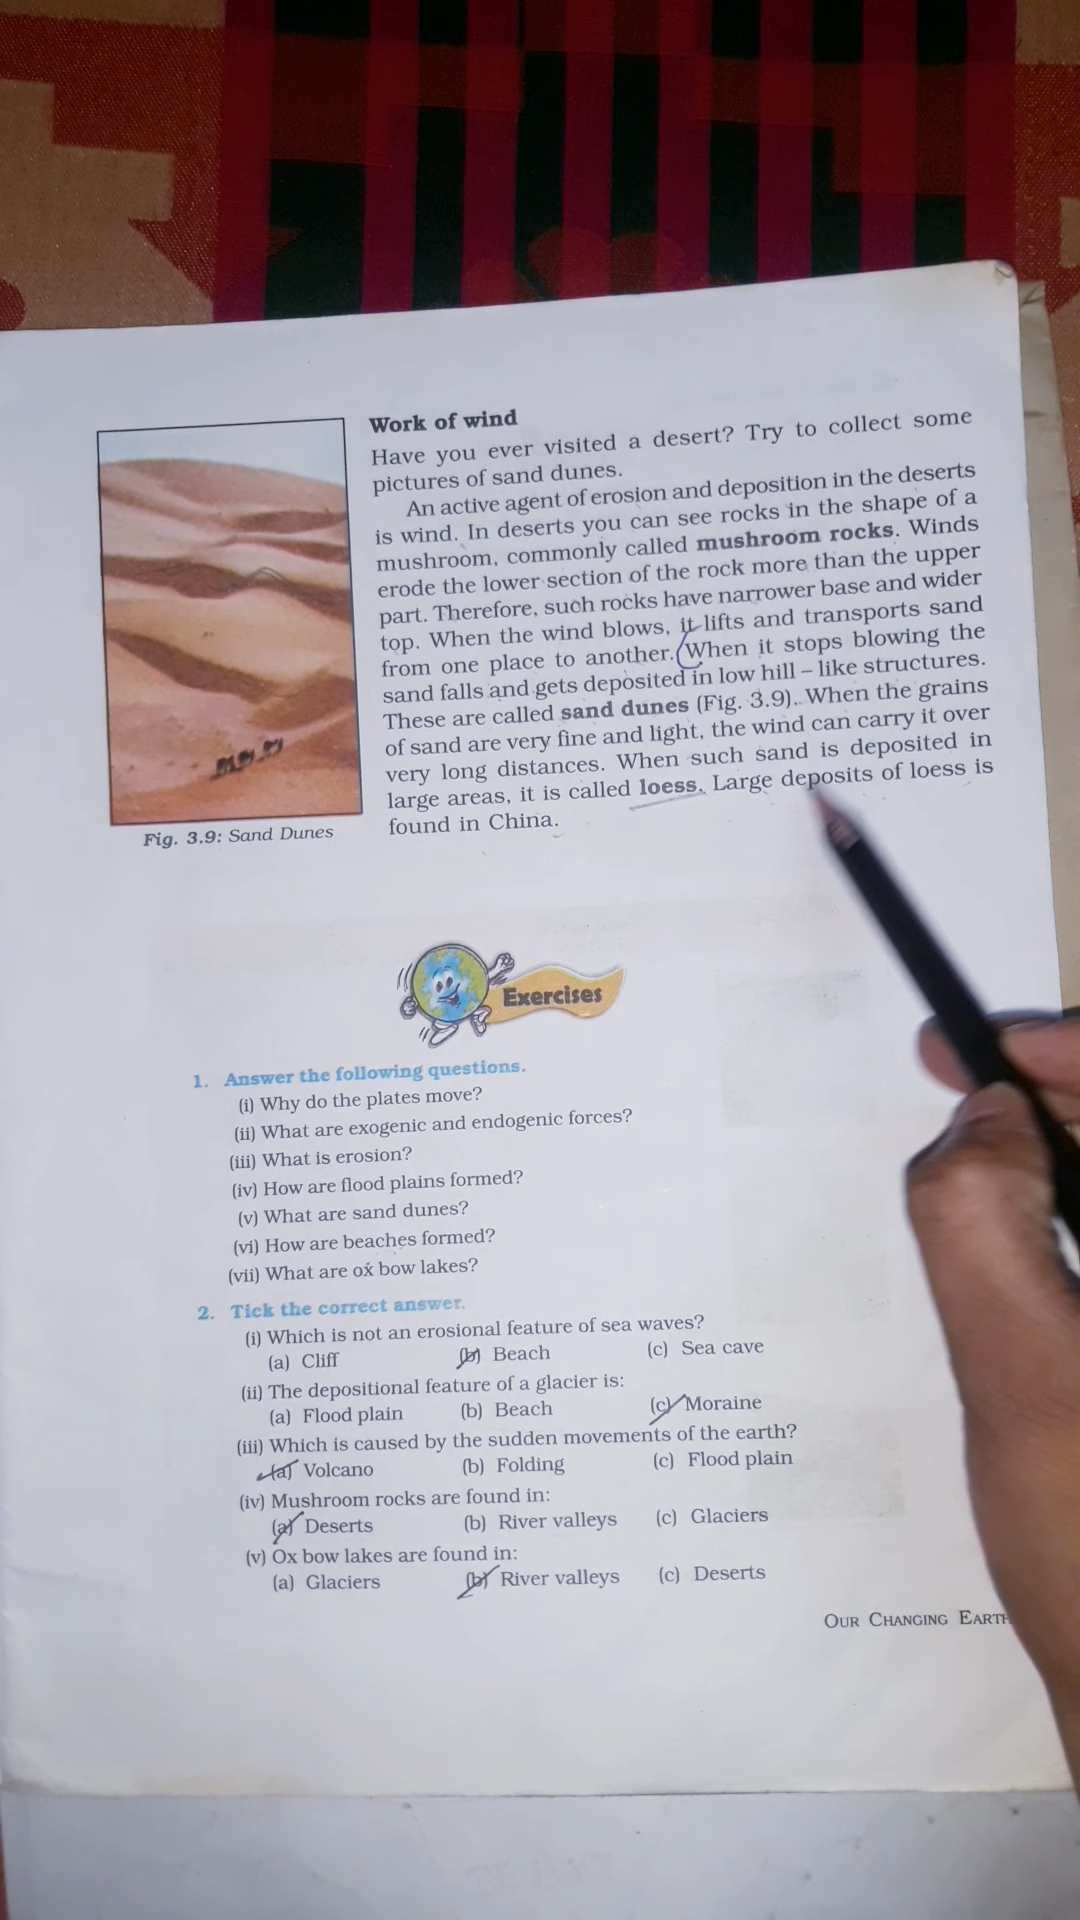 Work of wind
Have you ever visited a desert? Try to collect some
pictures of sand dunes.
An active agent of erosion and deposition in the deserts
is wind. In deserts you can see rocks in the shape of a
mushroom, commonly called mushroom rocks. Winds
erode the lower section of the rock more than the upper
part. Therefore, such rocks have narrower base and wider
top. When the wind blows, it lifts and transports sand
from one place to another. When it stops blowing the
sand falls and gets deposited in low hill – like structures.
These are called sand dunes (Fig. 3.9). When the grains
of sand are very fine and light, the wind can carry it over
very long distances. When such sand is deposited in
large areas, it is called loess. Large deposits of loess is
found in China.
Fig. 3.9: Sand Dunes
Exercises
1. Answer the following questions.
(i) Why do the plates move?
(ii) What are exogenic and endogenic forces?
(iii) What is erosion?
(iv) How are flood plains formed?
(v) What are sand dunes?
(vi) How are beaches formed?
(vii) What are ox bow lakes?
2. Tick the correct answer.
(i) Which is not an erosional feature of sea waves?
(a) Cliff (b) Beach (c) Sea cave
(ii) The depositional feature of a glacier is:
(a) Flood plain (b) Beach (c) Moraine
(iii) Which is caused by the sudden movements of the earth?
(a) Volcano (b) Folding (c) Flood plain
(iv) Mushroom rocks are found in:
(a) Deserts (b) River valleys (c) Glaciers
(v) Ox bow lakes are found in:
(a) Glaciers (b) River valleys (c) Deserts
OUR CHANGING EARTH